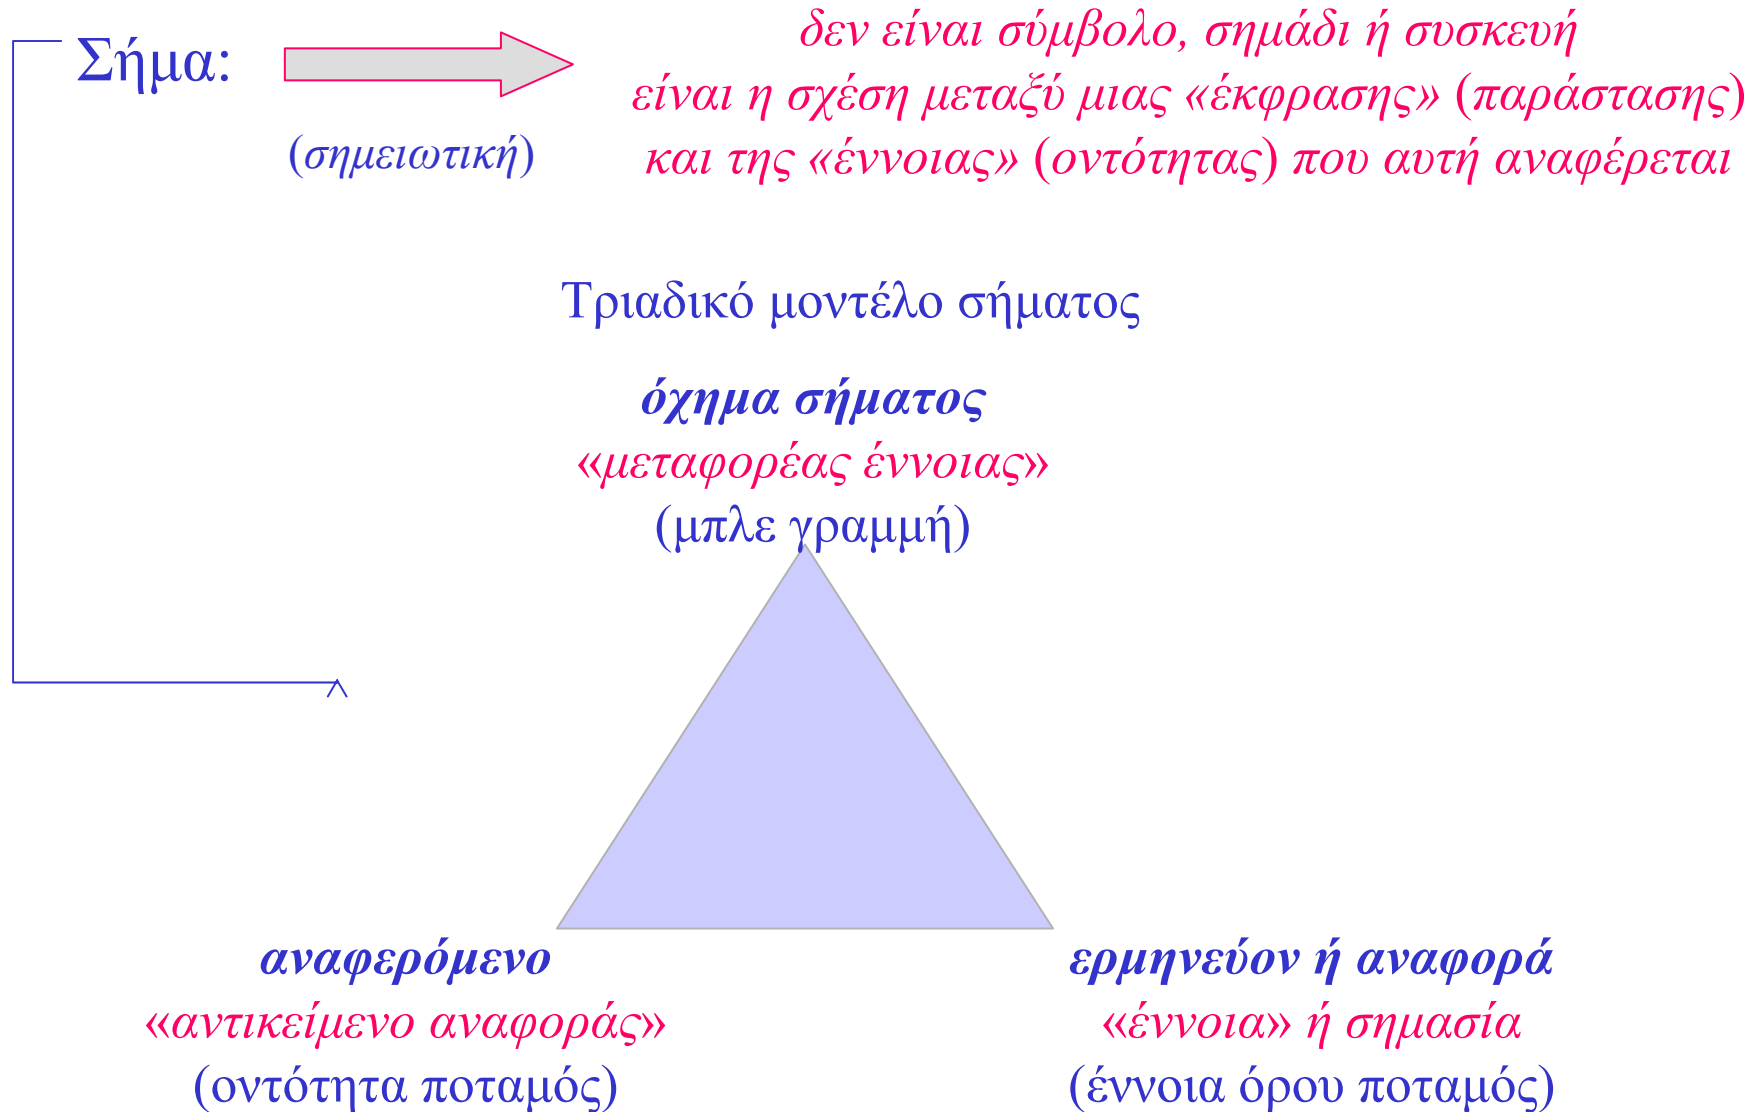 Σήμα:
δεν είναι σύμβολο, σημάδι ή συσκευή
είναι η σχέση μεταξύ μιας «έκφρασης» (παράστασης)
και της «έννοιας» (οντότητας) που αυτή αναφέρεται
(σημειωτική)
Τριαδικό μοντέλο σήματος
όχημα σήματος
«μεταφορέας έννοιας»
(μπλε γραμμή)
αναφερόμενο
«αντικείμενο αναφοράς»
(οντότητα ποταμός)
ερμηνεύον ή αναφορά
«έννοια» ή σημασία
(έννοια όρου ποταμός)